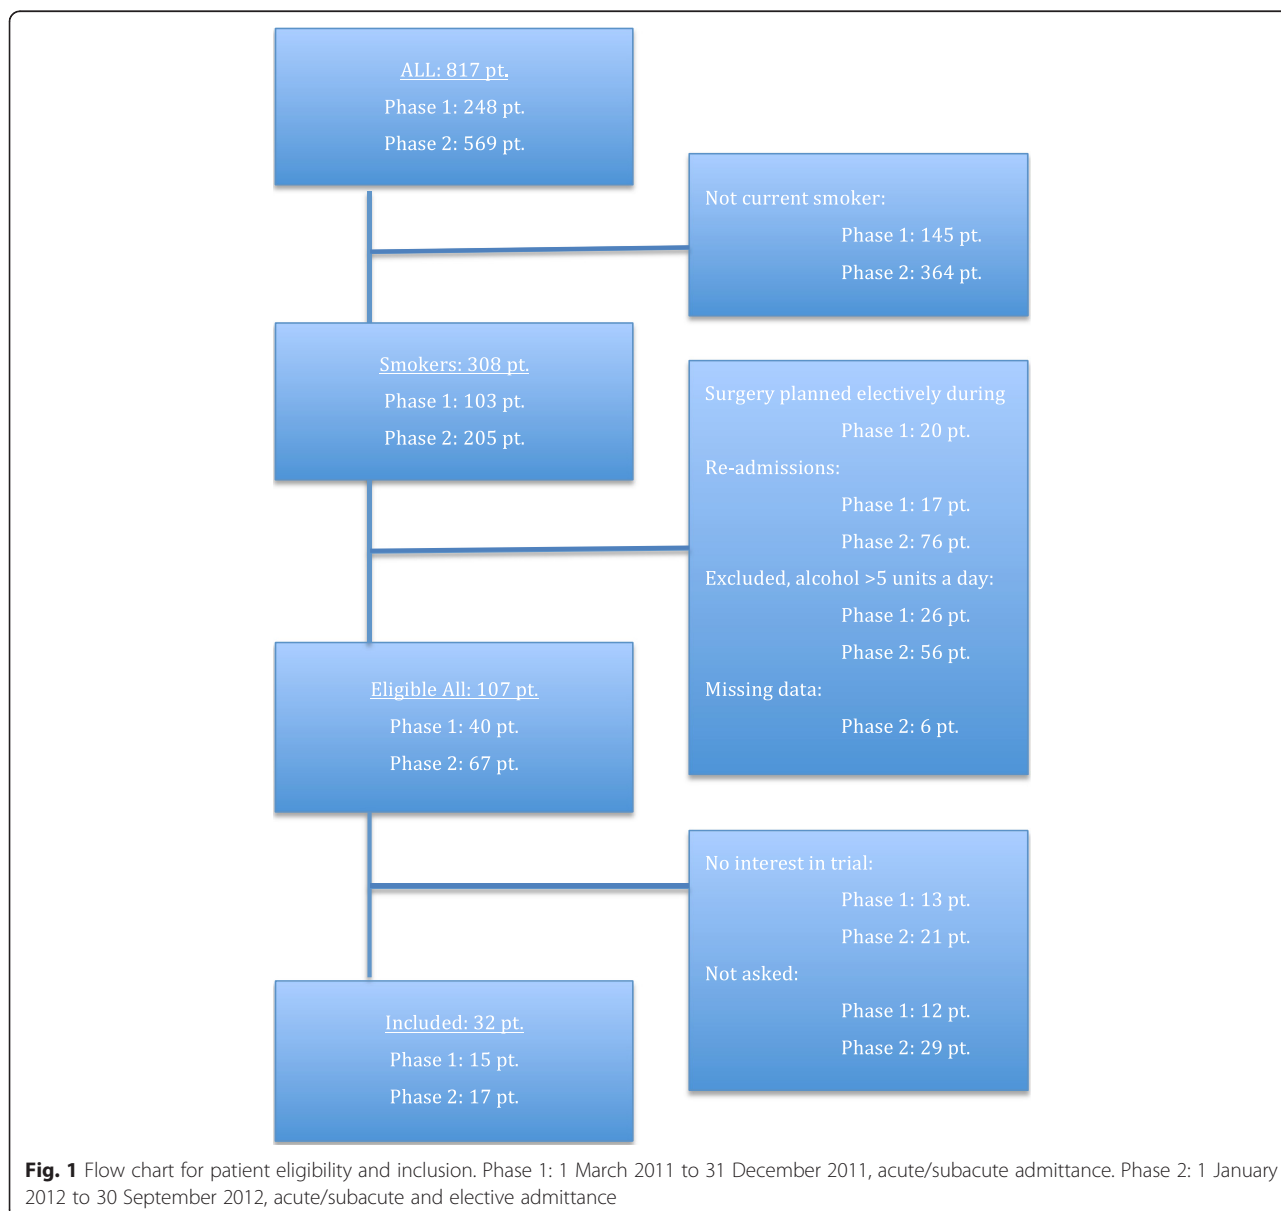 ALL: 817 pt.
Phase 1: 248 pt.
Phase 2: 569 pt.
Not current smoker:
Phase 1: 145 pt.
Phase 2: 364 pt.
Smokers: 308 pt.
Phase 1: 103 pt.
Phase 2: 205 pt.
Surgery planned electively during
Phase 1: 20 pt.
Re-admissions:
Phase 1: 17 pt.
Phase 2: 76 pt.
Excluded, alcohol >5 units a day:
Phase 1: 26 pt.
Phase 2: 56 pt.
Missing data:
Phase 2: 6 pt.
Eligible All: 107 pt.
Phase 1: 40 pt.
Phase 2: 67 pt.
No interest in trial:
Phase 1: 13 pt.
Phase 2: 21 pt.
Not asked:
Phase 1: 12 pt.
Phase 2: 29 pt.
Included: 32 pt.
Phase 1: 15 pt.
Phase 2: 17 pt.
Fig. 1 Flow chart for patient eligibility and inclusion. Phase 1: 1 March 2011 to 31 December 2011, acute/subacute admittance. Phase 2: 1 January
2012 to 30 September 2012, acute/subacute and elective admittance